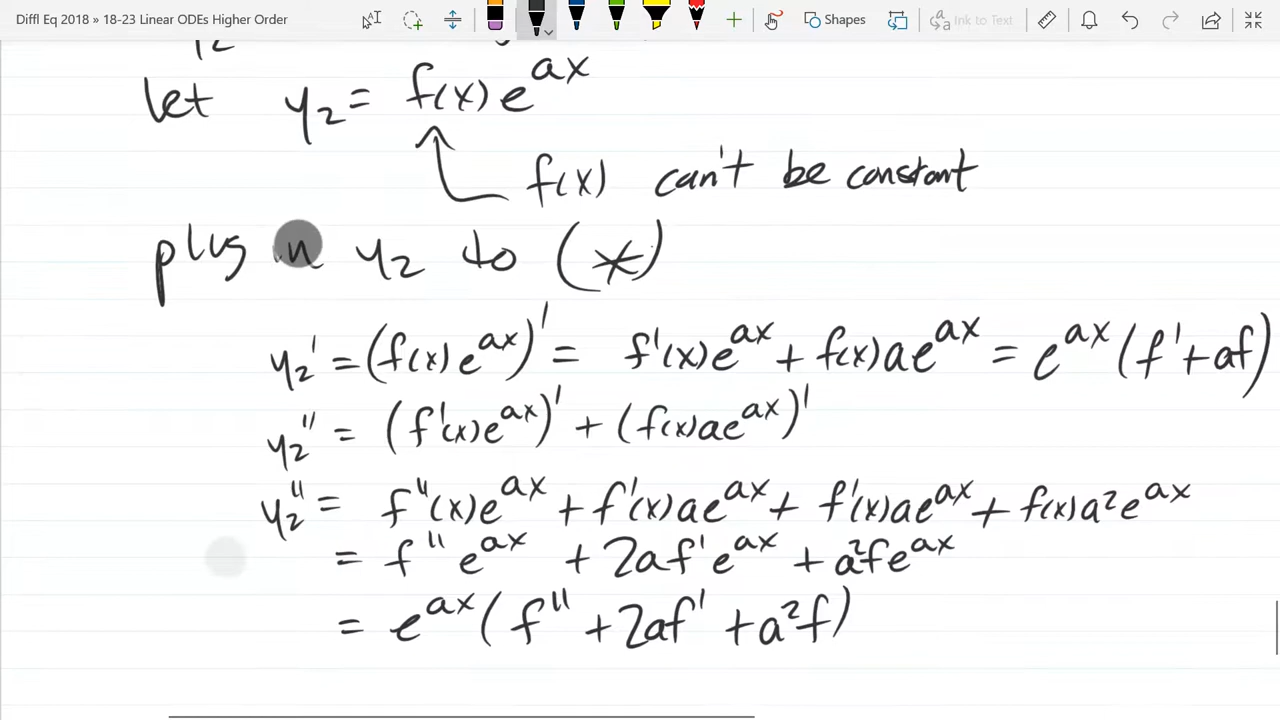 Diffl Eq 2018 » 18-23 Linear ODEs Higher Order
Shapes
Ink to Text
y₂
let y₂ = f(x) e^{ax}
f(x) can't be constant
plug in y₂ to (*)
y₂' = (f(x) e^{ax})' = f'(x)e^{ax} + f(x)ae^{ax} = e^{ax}(f'+af)
y₂'' = (f'(x)e^{ax})' + (f(x)ae^{ax})'
y₂'' = f''(x)e^{ax} + f'(x)ae^{ax} + f'(x)ae^{ax} + f(x)a²e^{ax}
= f'' e^{ax} + 2af'e^{ax} + a²fe^{ax}
= e^{ax}(f'' + 2af' + a²f)